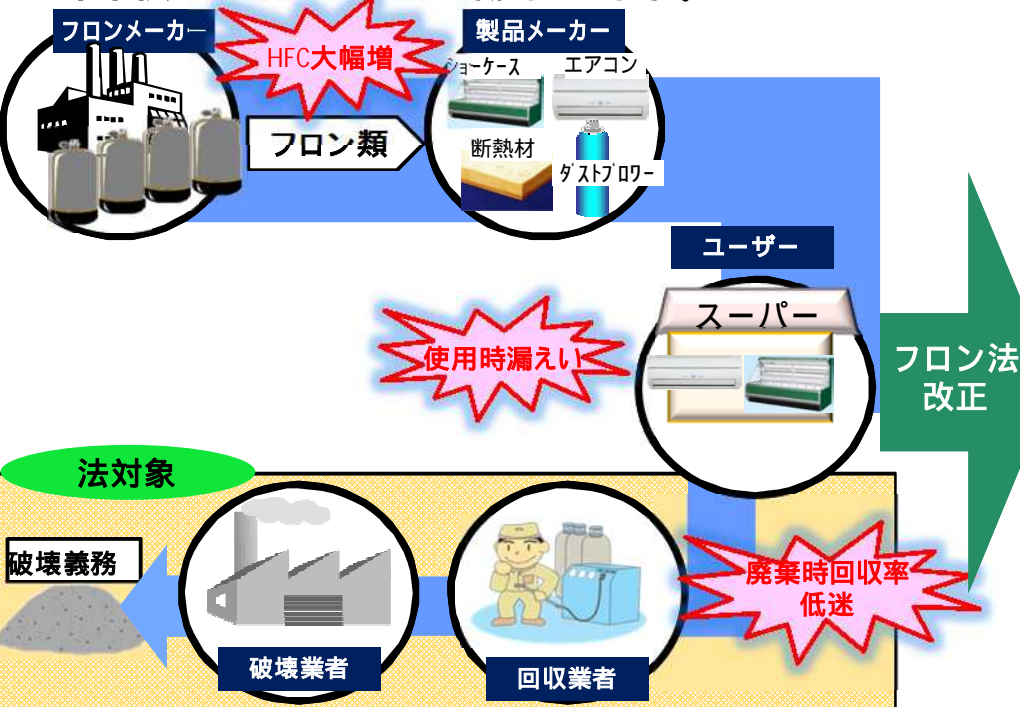 フロンメーカー
HFC大幅増
製品メーカー
ショーケース
エアコン
フロン類
断熱材
ダストブロワー
ユーザー
スーパー
使用時漏えい
フロン法
改正
法対象
破壊義務
廃棄時回収率
低迷
破壊業者
回収業者